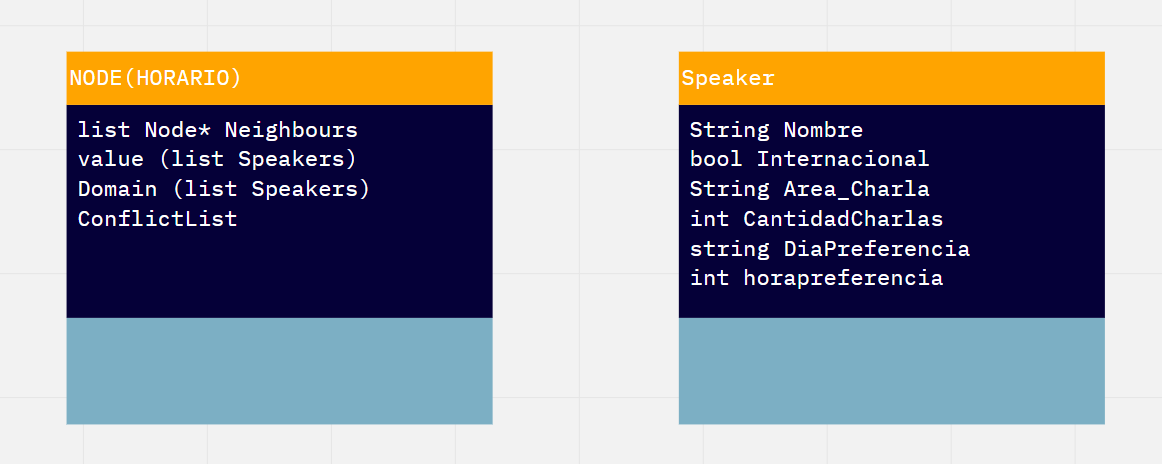 NODE(HORARIO)
list Node* Neighbours
value (list Speakers)
Domain (list Speakers)
ConflictList
Speaker
String Nombre
bool Internacional
String Area_Charla
int CantidadCharlas
string DiaPreferencia
int horapreferencia